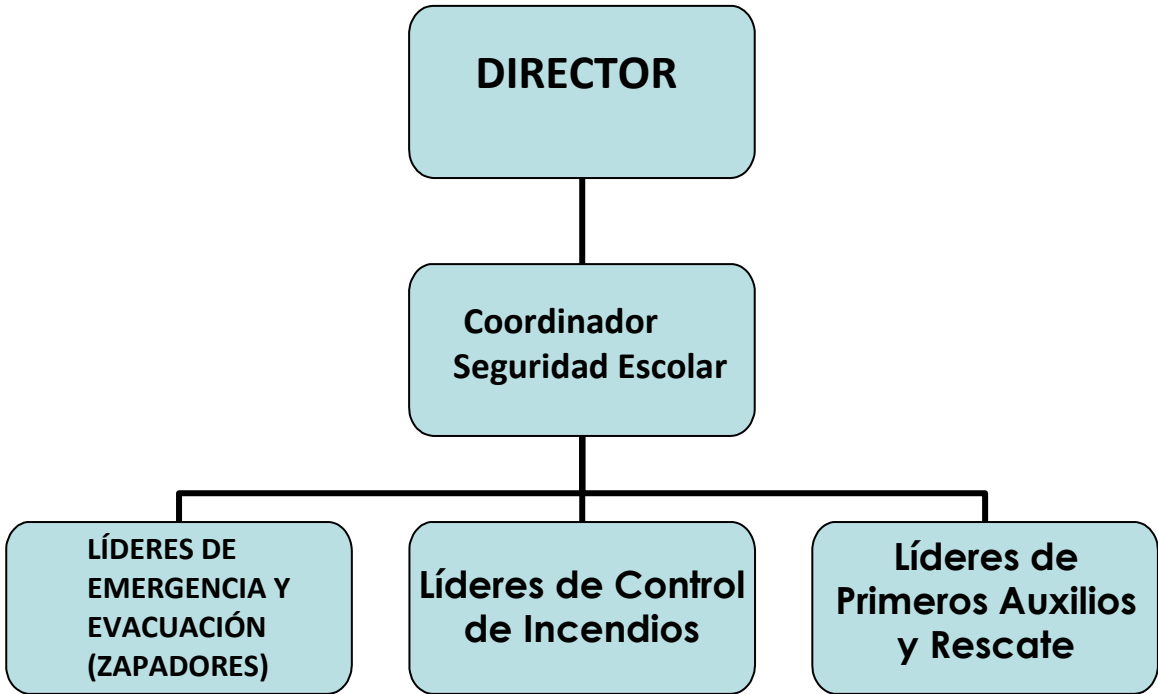 DIRECTOR
Coordinador
Seguridad Escolar
LÍDERES DE
EMERGENCIA Y
EVACUACIÓN
(ZAPADORES)
Líderes de Control
de Incendios
Líderes de
Primeros Auxilios
y Rescate